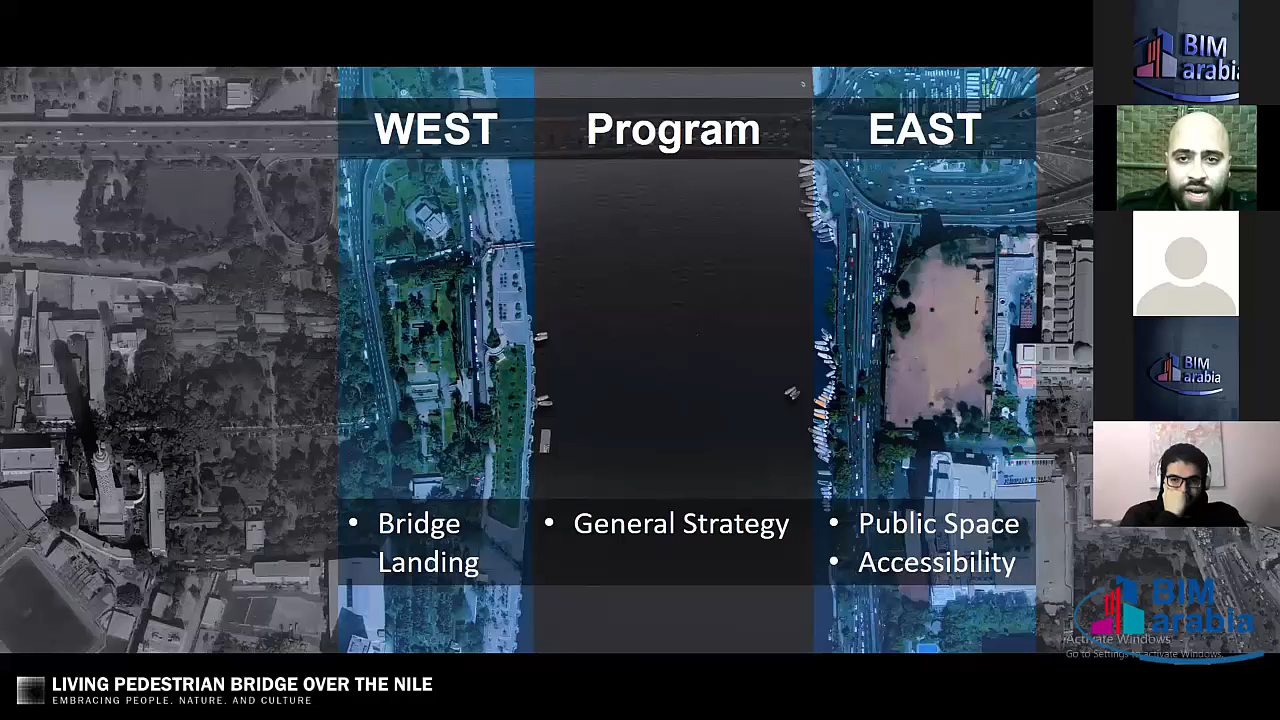 WEST
Program
EAST
• Bridge
Landing
• General Strategy
• Public Space
• Accessibility
LIVING PEDESTRIAN BRIDGE OVER THE NILE
EMBRACING PEOPLE, NATURE, AND CULTURE
BIM
arabia
BIM
arabia
BIM
arabia
Activate Windows
Go to Settings to activate Windows.